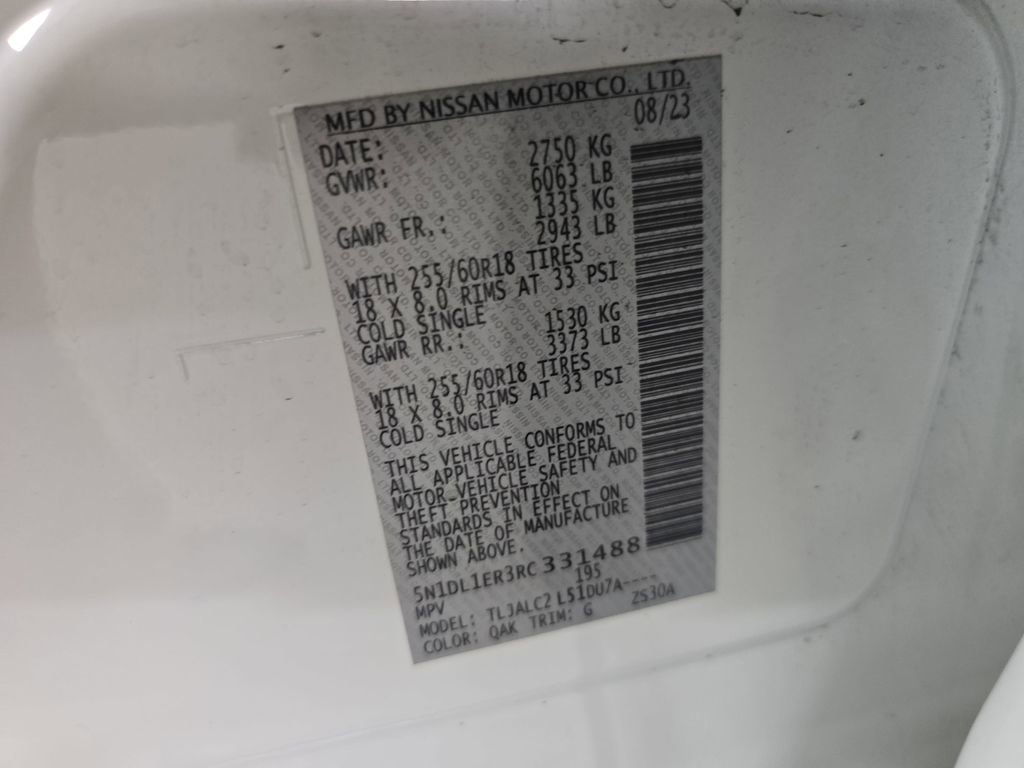 MFD BY NISSAN MOTOR CO., LTD.
DATE: 08/23
GVWR: 2750 KG
6063 LB
GAWR FR.: 1335 KG
2943 LB
WITH 255/60R18 TIRES
18 X 8.0 RIMS AT 33 PSI
COLD SINGLE
GAWR RR.: 1530 KG
3373 LB
WITH 255/60R18 TIRES
18 X 8.0 RIMS AT 33 PSI
COLD SINGLE
THIS VEHICLE CONFORMS TO
ALL APPLICABLE FEDERAL
MOTOR VEHICLE SAFETY AND
THEFT PREVENTION
STANDARDS IN EFFECT ON
THE DATE OF MANUFACTURE
SHOWN ABOVE.
5N1DL1ER3RC 331488
MPV 195
MODEL: TLJALC2 L51DU7A----
COLOR: QAK TRIM: G ZS30A